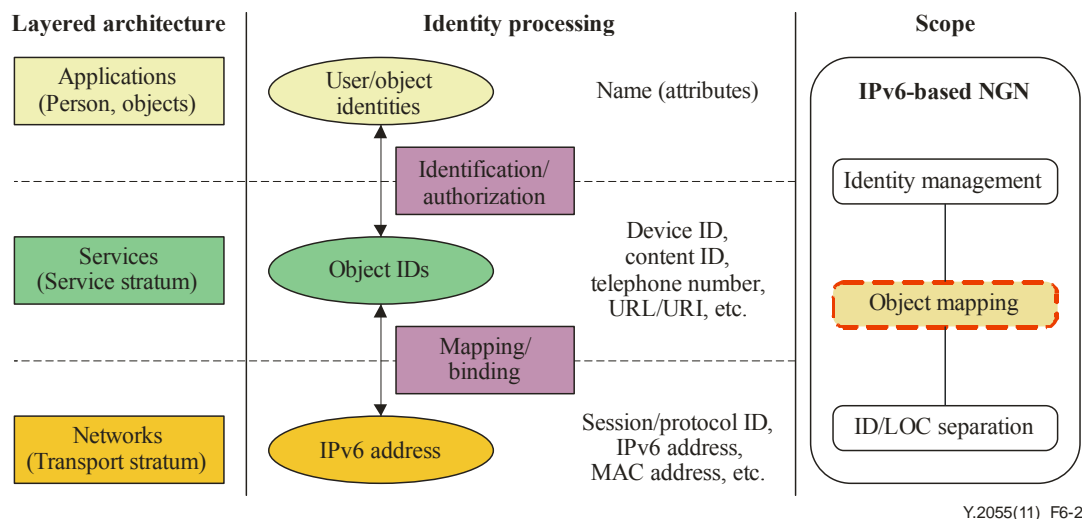 Layered architecture
Identity processing
Scope
Applications
(Person, objects)
User/object
identities
Name (attributes)
IPv6-based NGN
Identification/
authorization
Identity management
Services
(Service stratum)
Object IDs
Device ID,
content ID,
telephone number,
URL/URI, etc.
Object mapping
Mapping/
binding
Networks
(Transport stratum)
IPv6 address
Session/protocol ID,
IPv6 address,
MAC address, etc.
ID/LOC separation
Y.2055(11)_F6-2